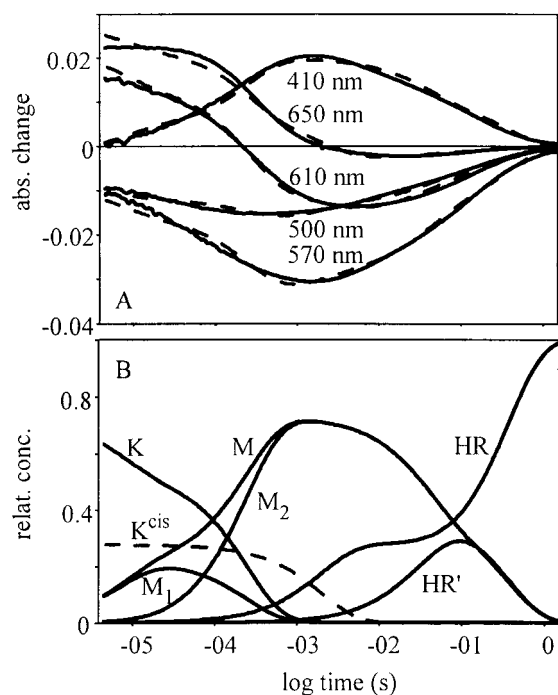 0.02
0
-0.02
-0.04
abs. change
410 nm
650 nm
610 nm
500 nm
570 nm
A
B
0.8
0.4
0
relat. conc.
K
M
HR
K^cis
M_2
M_1
HR'
-05 -04 -03 -02 -01 0
log time (s)